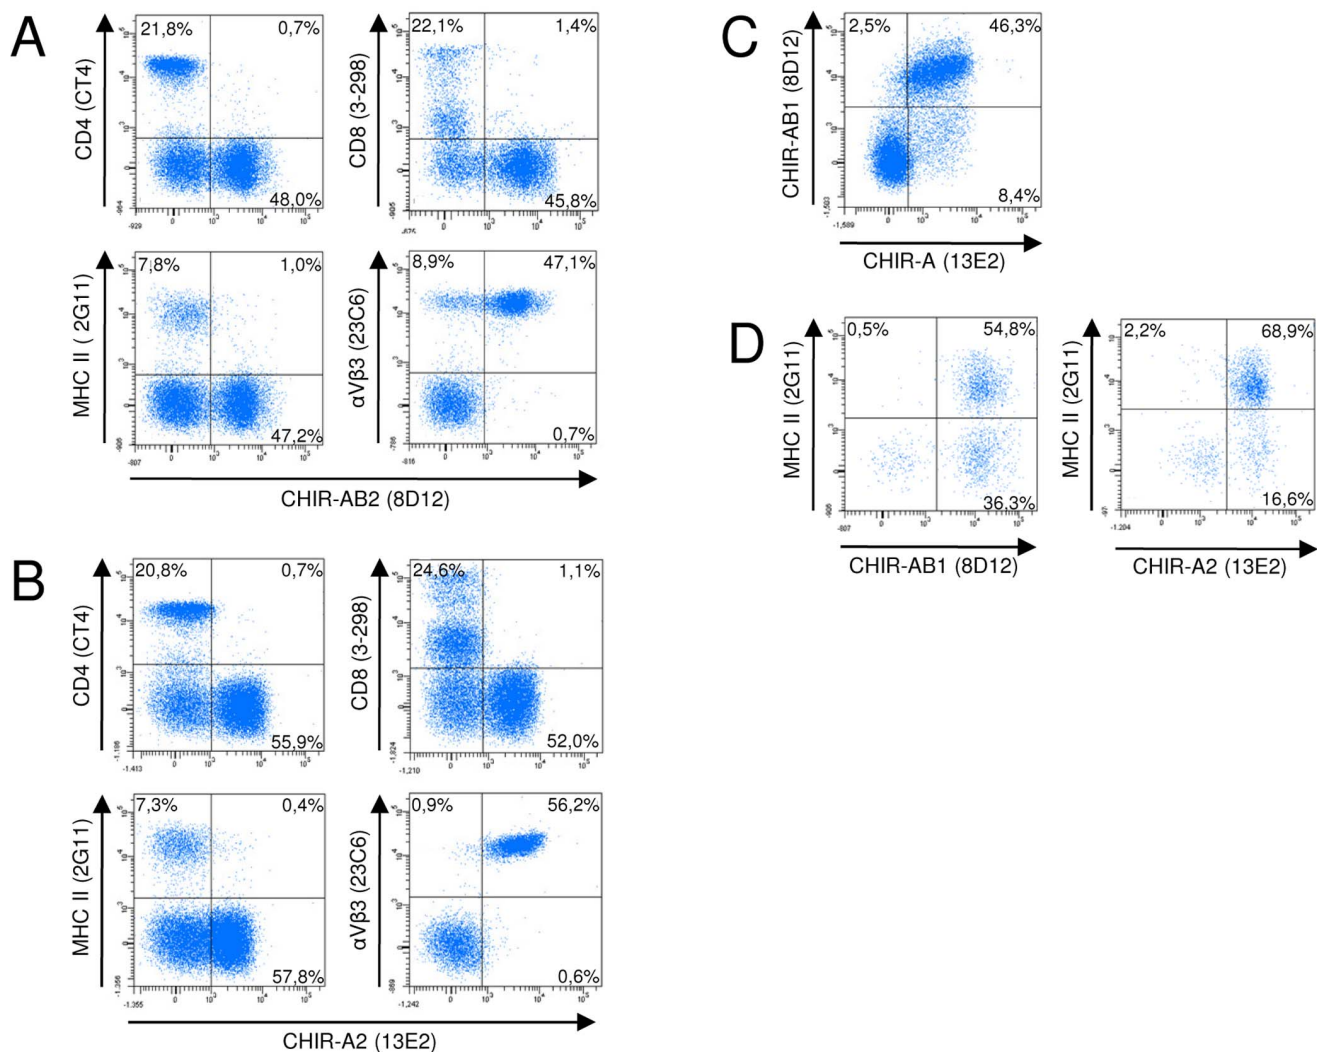 A
CD4 (CT4)
21,8%
0,7%
48,0%
CD8 (3-298)
22,1%
1,4%
45,8%
MHC II ( 2G11)
7,8%
1,0%
47,2%
αVβ3 (23C6)
8,9%
47,1%
0,7%
CHIR-AB2 (8D12)
B
CD4 (CT4)
20,8%
0,7%
55,9%
CD8 (3-298)
24,6%
1,1%
52,0%
MHC II (2G11)
7,3%
0,4%
57,8%
αVβ3 (23C6)
0,9%
56,2%
0,6%
CHIR-A2 (13E2)
C
CHIR-AB1 (8D12)
2,5%
46,3%
8,4%
CHIR-A (13E2)
D
MHC II (2G11)
0,5%
54,8%
36,3%
CHIR-AB1 (8D12)
MHC II (2G11)
2,2%
68,9%
16,6%
CHIR-A2 (13E2)